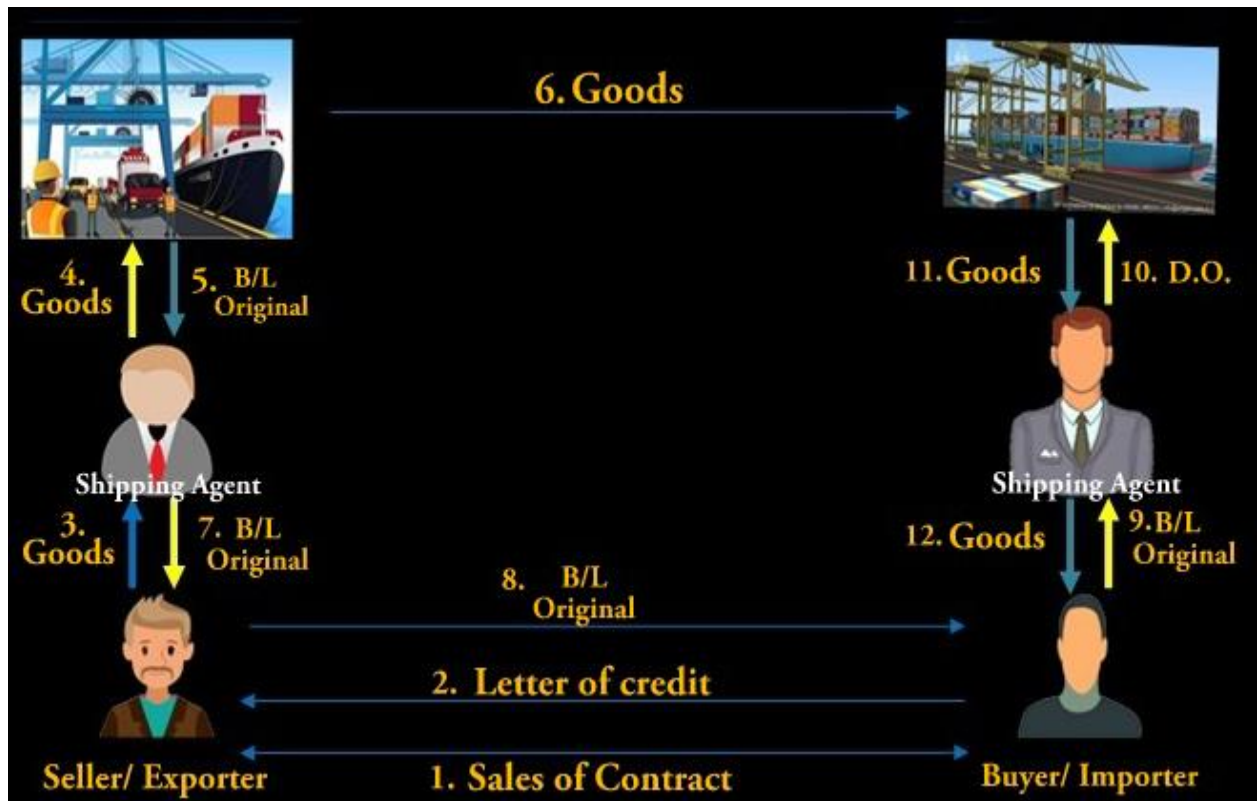 6. Goods
4.
Goods
5. B/L
Original
11. Goods
10. D.O.
Shipping Agent
Shipping Agent
3.
Goods
7. B/L
Original
12. Goods
9. B/L
Original
8. B/L
Original
2. Letter of credit
1. Sales of Contract
Seller/ Exporter
Buyer/ Importer